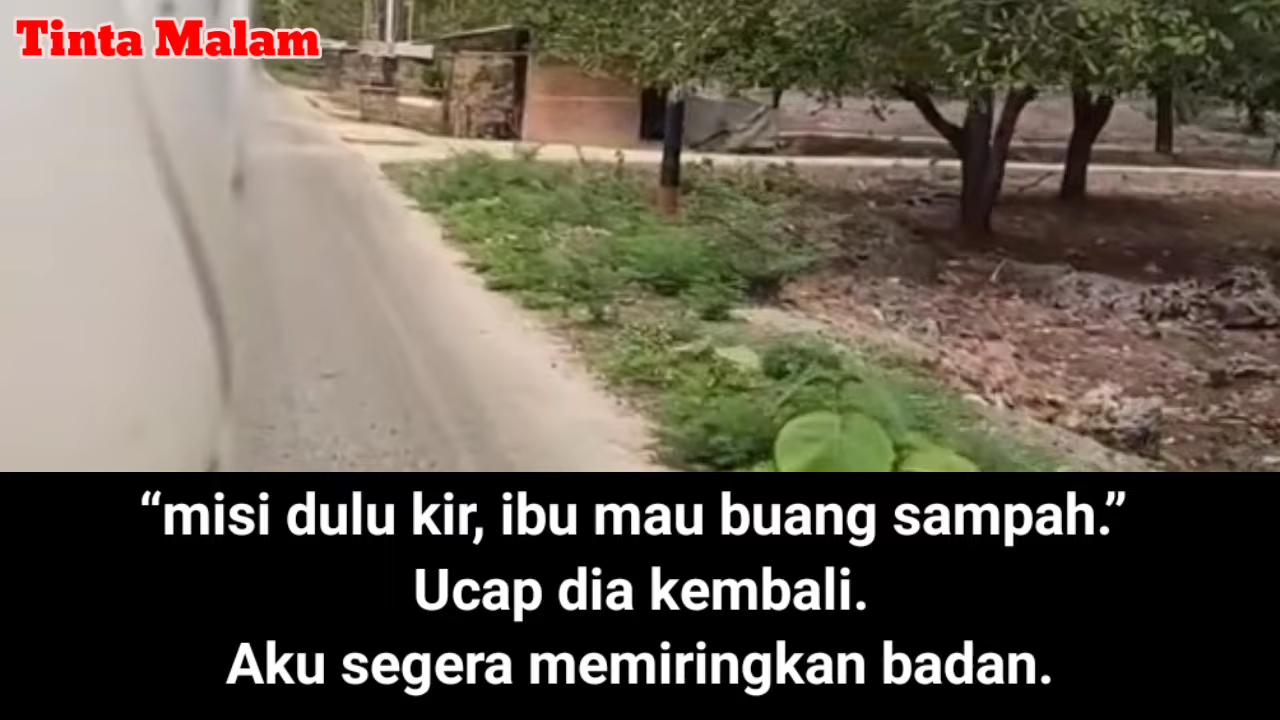 Tinta Malam
“misi dulu kir, ibu mau buang sampah.”
Ucap dia kembali.
Aku segera memiringkan badan.